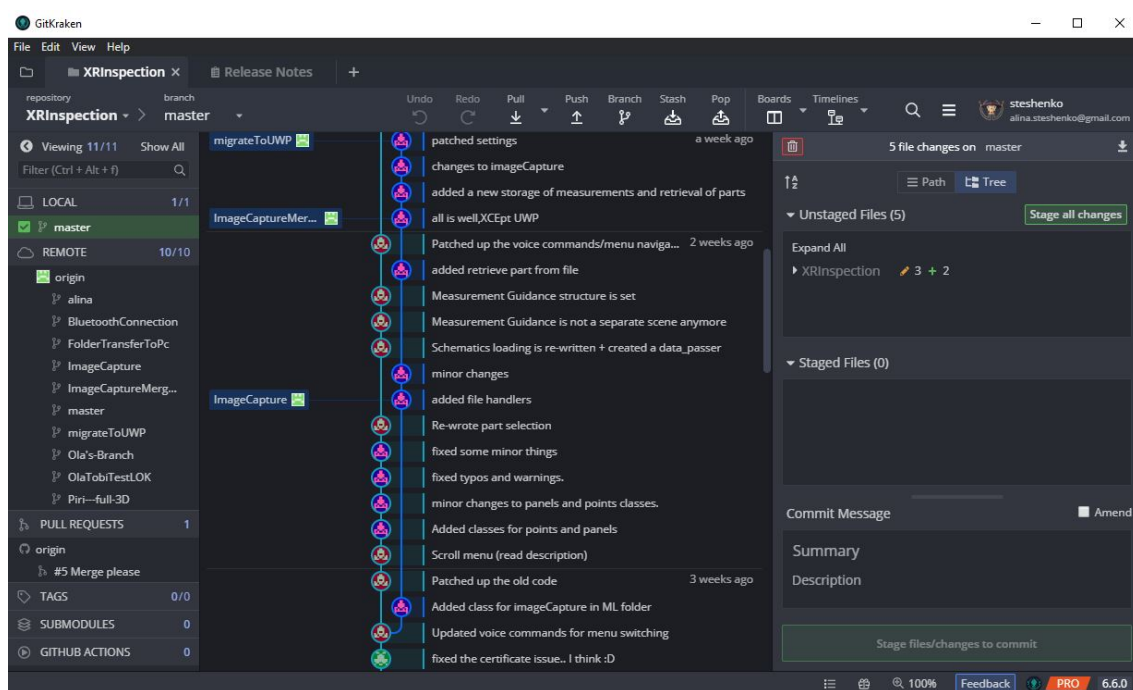 GitKraken
File Edit View Help
XRInspection ×
Release Notes
+
repository
XRInspection
branch
master
Undo
Redo
Pull
Push
Branch
Stash
Pop
Boards
Timelines
steshenko
alina.steshenko@gmail.com
Viewing 11/11 Show All
Filter (Ctrl + Alt + f)
LOCAL 1/1
master
REMOTE 10/10
origin
alina
BluetoothConnection
FolderTransferToPc
ImageCapture
ImageCaptureMerg...
master
migrateToUWP
Ola's-Branch
OlaTobiTestLOK
Piri---full-3D
PULL REQUESTS 1
origin
#5 Merge please
TAGS 0/0
SUBMODULES 0
GITHUB ACTIONS 0
migrateToUWP patched settings a week ago
changes to imageCapture
added a new storage of measurements and retrieval of parts
ImageCaptureMer... all is well,XCEpt UWP
Patched up the voice commands/menu naviga... 2 weeks ago
added retrieve part from file
Measurement Guidance structure is set
Measurement Guidance is not a separate scene anymore
Schematics loading is re-written + created a data_passer
minor changes
ImageCapture added file handlers
Re-wrote part selection
fixed some minor things
fixed typos and warnings.
minor changes to panels and points classes.
Added classes for points and panels
Scroll menu (read description)
Patched up the old code 3 weeks ago
Added class for imageCapture in ML folder
Updated voice commands for menu switching
fixed the certificate issue.. I think :D
5 file changes on master
Path Tree
Unstaged Files (5) Stage all changes
Expand All
XRInspection 3 + 2
Staged Files (0)
Commit Message Amend
Summary
Description
Stage files/changes to commit
100% Feedback PRO 6.6.0